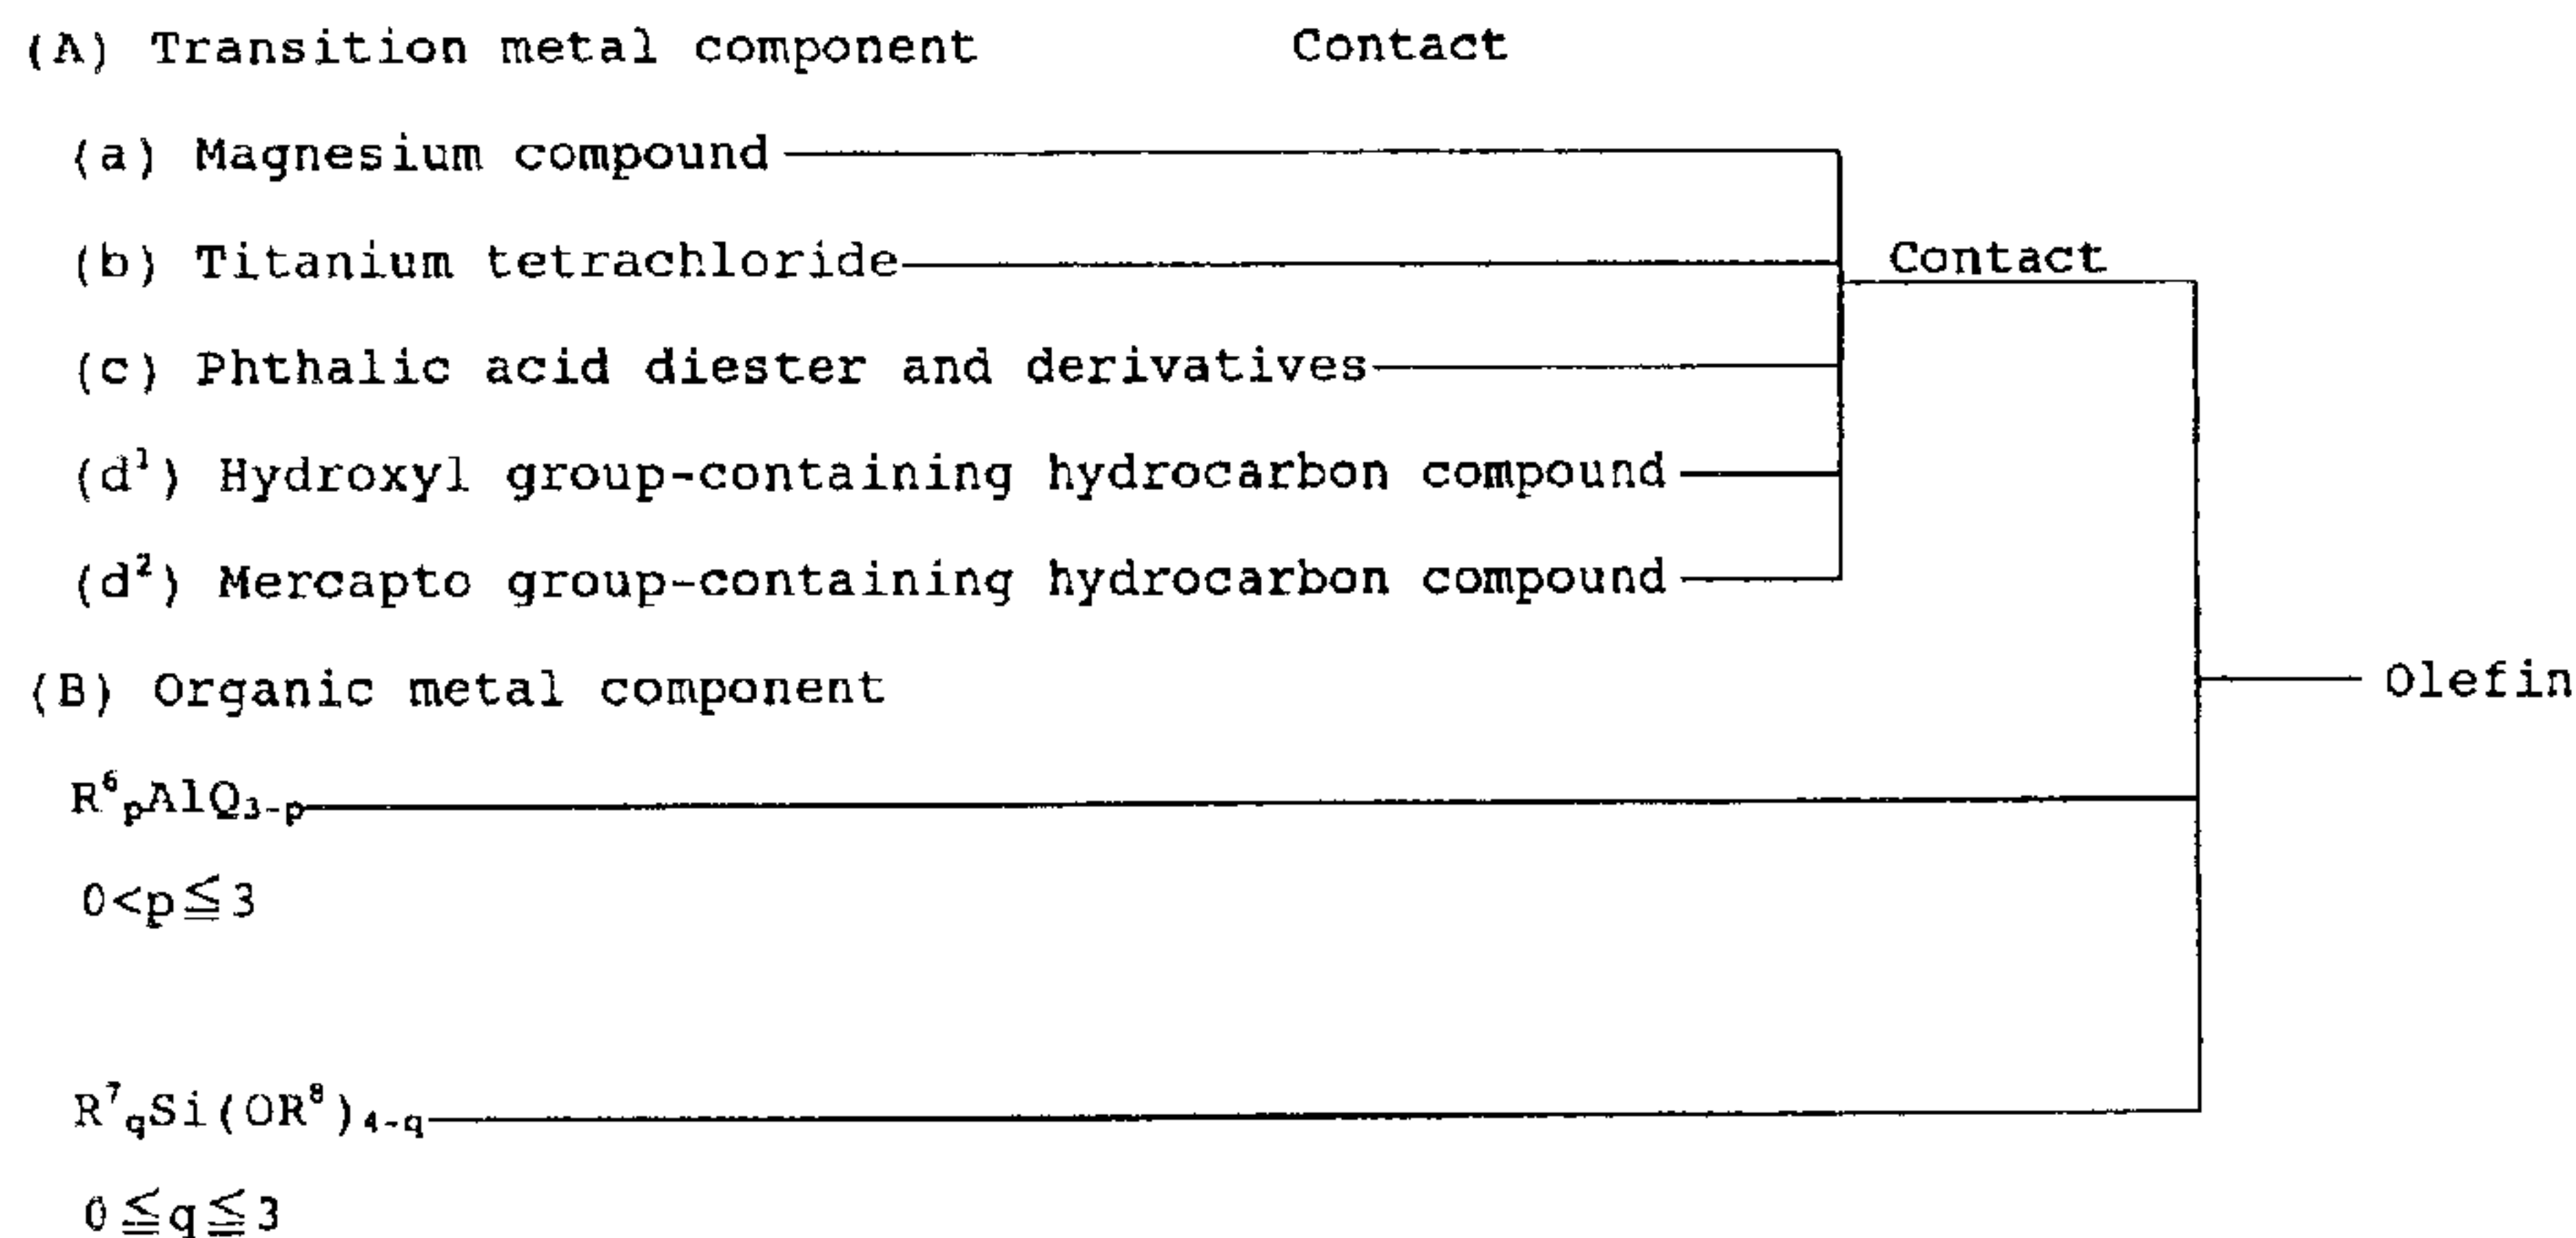 (A) Transition metal component Contact
(a) Magnesium compound
(b) Titanium tetrachloride
Contact
(c) Phthalic acid diester and derivatives
(d¹) Hydroxyl group-containing hydrocarbon compound
(d²) Mercapto group-containing hydrocarbon compound
(B) Organic metal component
Olefin
R⁶ₚAlQ₃₋ₚ
0<p≦3
R⁷qSi(OR⁸)₄₋q
0≦q≦3